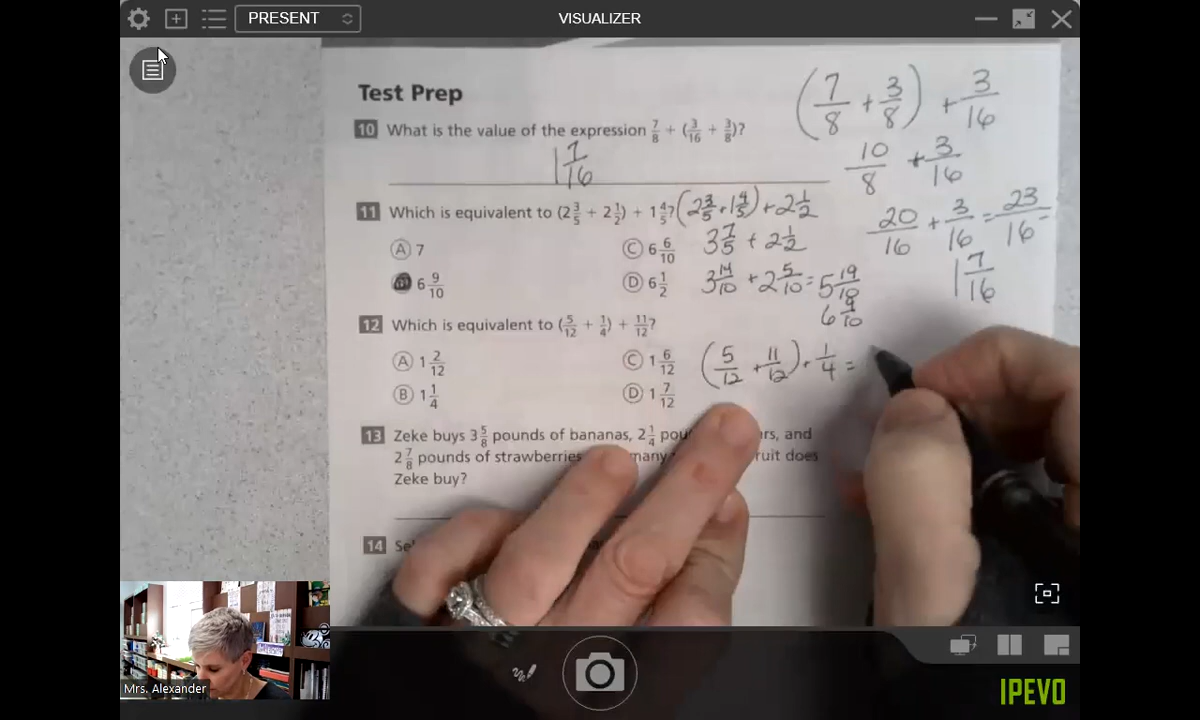 PRESENT
VISUALIZER
Test Prep
10 What is the value of the expression 7/8 + (3/16 + 3/8)?
1 7/16
(7/8 + 3/8) + 3/16
10/8 + 3/16
20/16 + 3/16 = 23/16 =
1 7/16
11 Which is equivalent to (2 3/5 + 2 1/2) + 1 4/5?
(2 3/5 + 1 4/5) + 2 1/2
A 7
C 6 6/10
3 7/5 + 2 1/2
6 9/10
D 6 1/2
3 14/10 + 2 5/10 = 5 19/10
6 9/10
12 Which is equivalent to (5/12 + 1/4) + 11/12?
A 1 2/12
C 1 6/12
(5/12 + 11/12) + 1/4 =
B 1 1/4
D 1 7/12
13 Zeke buys 3 5/8 pounds of bananas, 2 1/4 and
2 7/8 pounds of strawberries many does
Zeke buy?
14
Mrs. Alexander
IPEVO